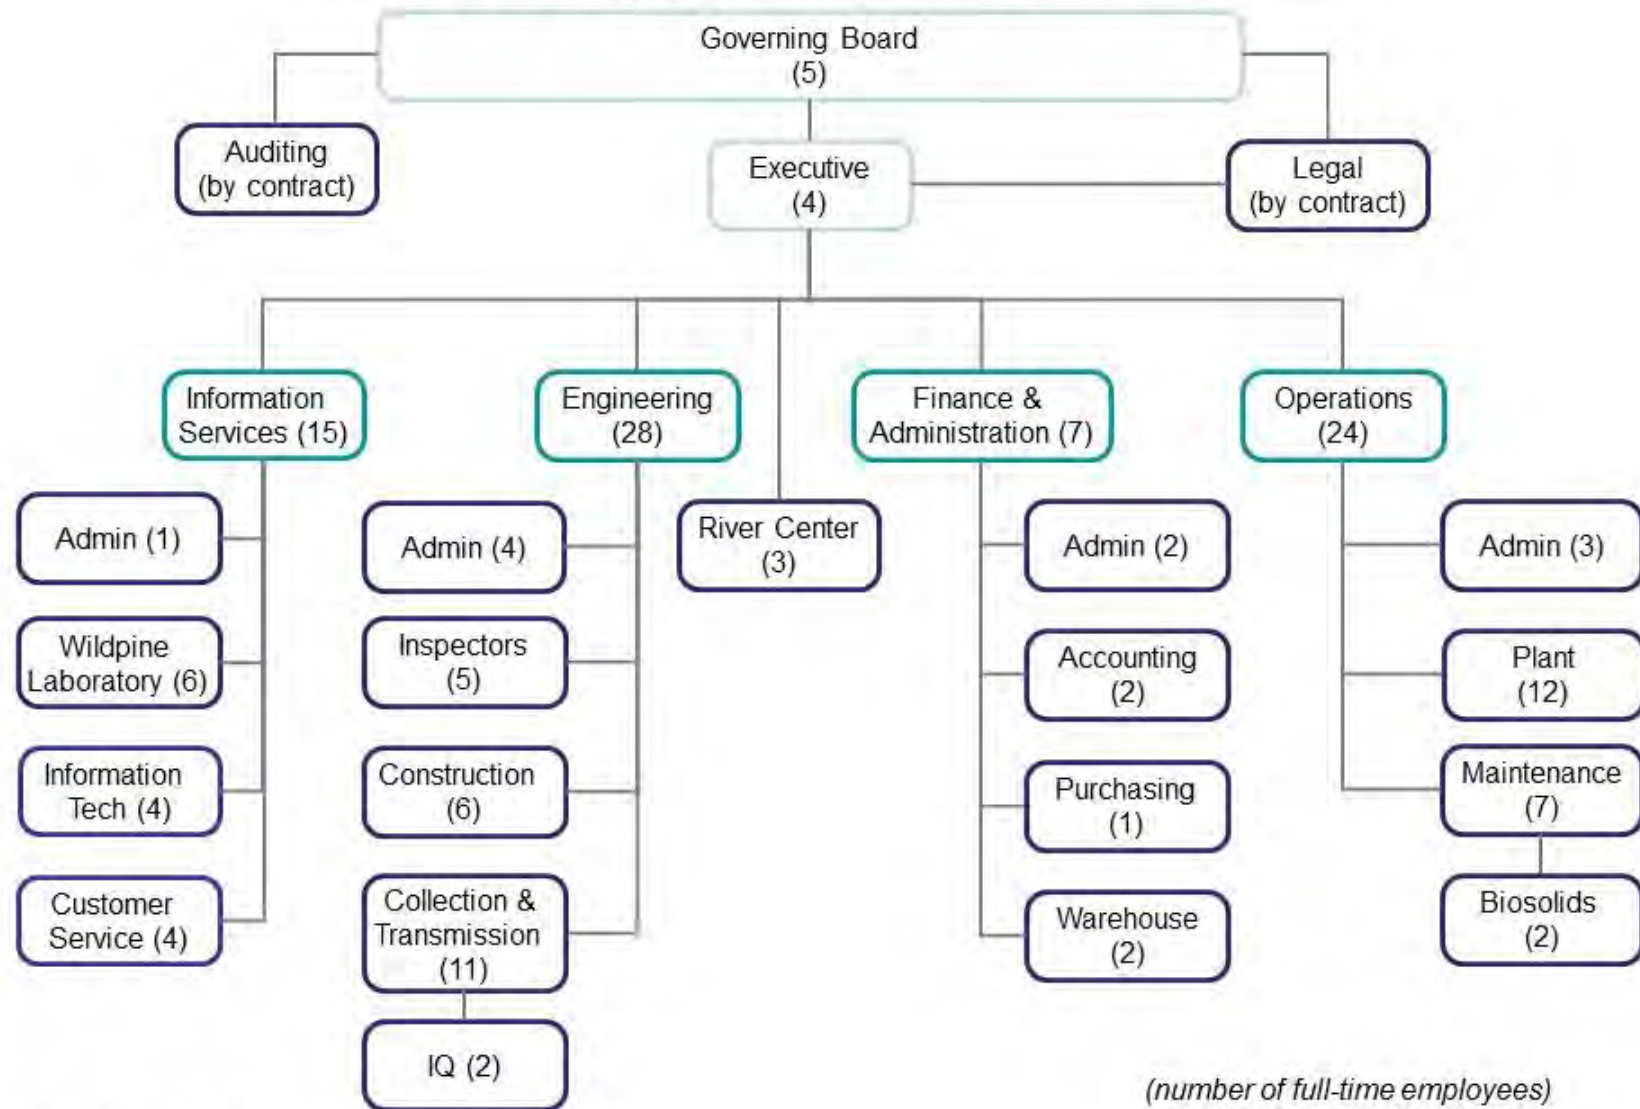 Governing Board
(5)
Auditing
(by contract)
Executive
(4)
Legal
(by contract)
Information
Services (15)
Engineering
(28)
Finance &
Administration (7)
Operations
(24)
Admin (1)
Wildpine
Laboratory (6)
Information
Tech (4)
Customer
Service (4)
Admin (4)
Inspectors
(5)
Construction
(6)
Collection &
Transmission
(11)
IQ (2)
River Center
(3)
Admin (2)
Accounting
(2)
Purchasing
(1)
Warehouse
(2)
Admin (3)
Plant
(12)
Maintenance
(7)
Biosolids
(2)
(number of full-time employees)